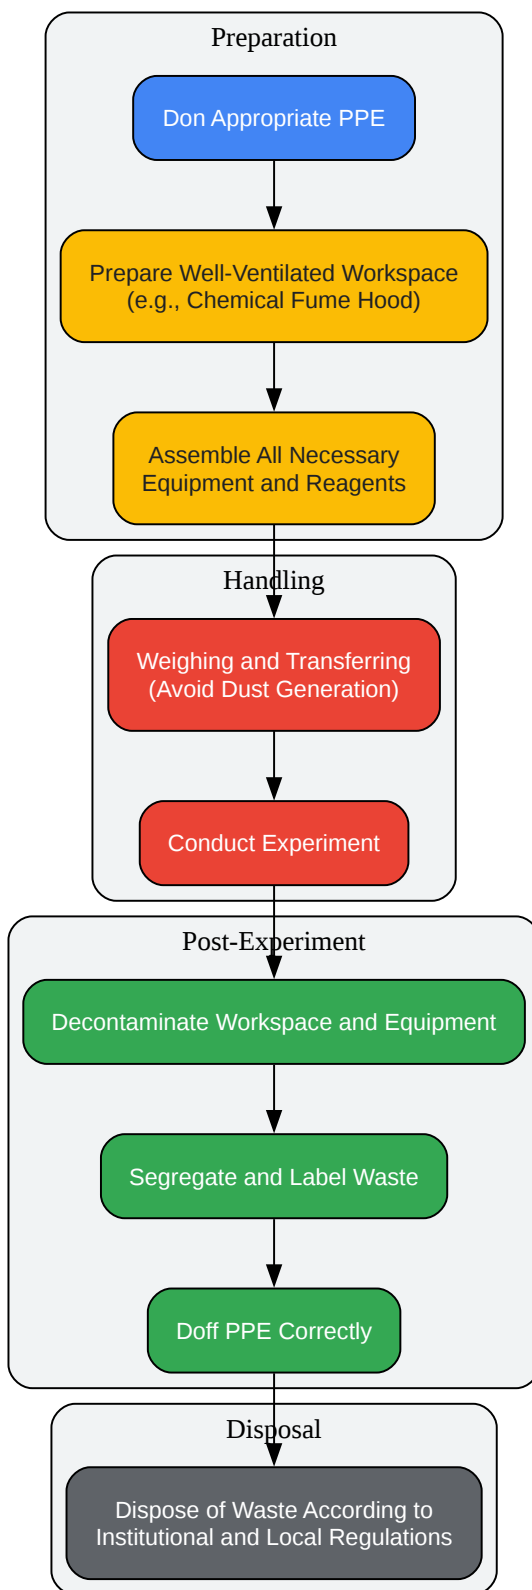 Preparation
Don Appropriate PPE
Prepare Well-Ventilated Workspace
(e.g., Chemical Fume Hood)
Assemble All Necessary
Equipment and Reagents
Handling
Weighing and Transferring
(Avoid Dust Generation)
Conduct Experiment
Post-Experiment
Decontaminate Workspace and Equipment
Segregate and Label Waste
Doff PPE Correctly
Disposal
Dispose of Waste According to
Institutional and Local Regulations